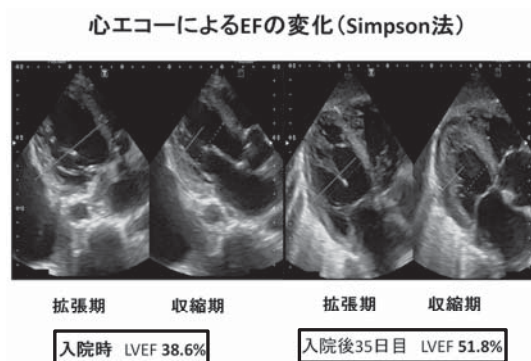 心エコーによるEFの変化(Simpson法)
拡張期 収縮期 拡張期 収縮期
入院時 LVEF 38.6% 入院後35日目 LVEF 51.8%